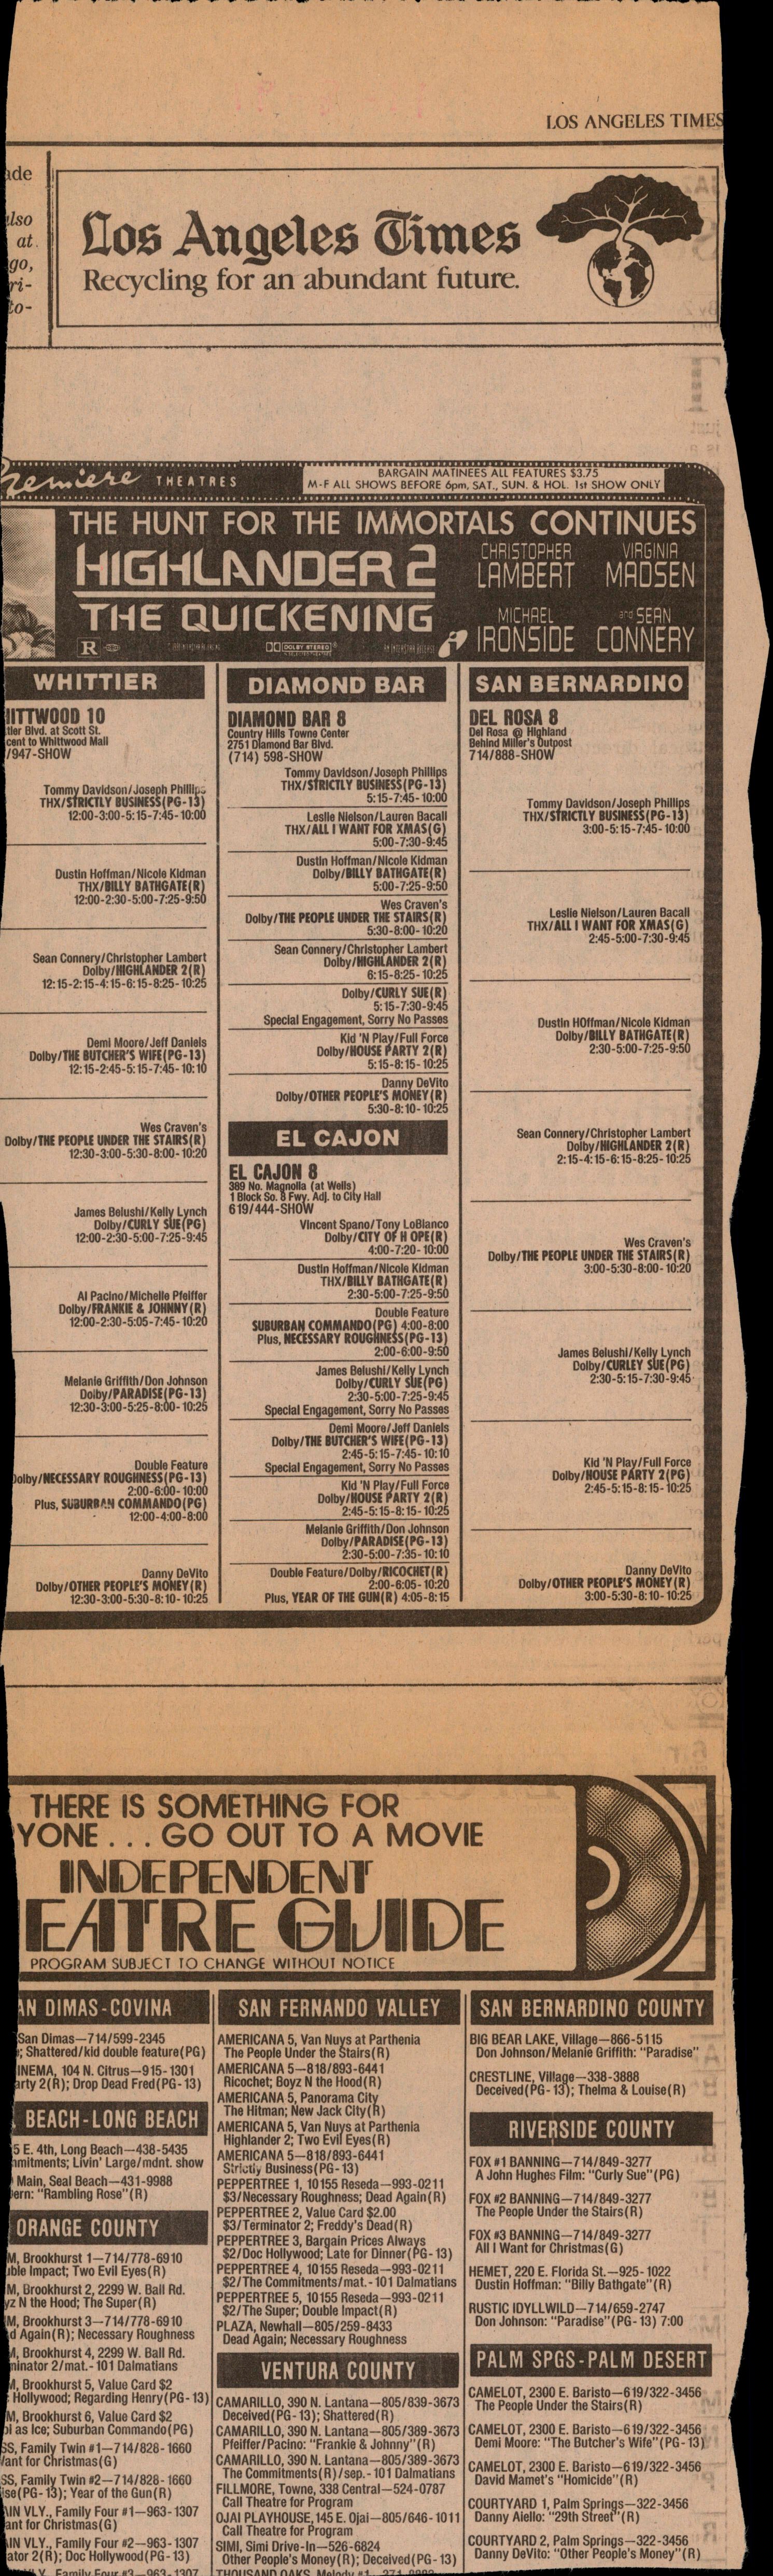 LOS ANGELES TIMES
ade
also
at
go,
ri-
to-
Los Angeles Times
Recycling for an abundant future.
Premiere THEATRES
BARGAIN MATINEES ALL FEATURES $3.75
M-F ALL SHOWS BEFORE 6pm, SAT., SUN. & HOL. 1st SHOW ONLY
THE HUNT FOR THE IMMORTALS CONTINUES
HIGHLANDER 2
THE QUICKENING
CHRISTOPHER LAMBERT
VIRGINIA MADSEN
MICHAEL IRONSIDE
and SEAN CONNERY
R
DOLBY STEREO
WHITTIER
HITTWOOD 10
tier Blvd. at Scott St.
cent to Whittwood Mall
/947-SHOW
Tommy Davidson/Joseph Phillips
THX/STRICTLY BUSINESS(PG-13)
12:00-3:00-5:15-7:45-10:00
Dustin Hoffman/Nicole Kidman
THX/BILLY BATHGATE(R)
12:00-2:30-5:00-7:25-9:50
Sean Connery/Christopher Lambert
Dolby/HIGHLANDER 2(R)
12:15-2:15-4:15-6:15-8:25-10:25
Demi Moore/Jeff Daniels
Dolby/THE BUTCHER'S WIFE(PG-13)
12:15-2:45-5:15-7:45-10:10
Wes Craven's
Dolby/THE PEOPLE UNDER THE STAIRS(R)
12:30-3:00-5:30-8:00-10:20
James Belushi/Kelly Lynch
Dolby/CURLY SUE(PG)
12:00-2:30-5:00-7:25-9:45
Al Pacino/Michelle Pfeiffer
Dolby/FRANKIE & JOHNNY(R)
12:00-2:30-5:05-7:45-10:20
Melanie Griffith/Don Johnson
Dolby/PARADISE(PG-13)
12:30-3:00-5:25-8:00-10:25
Double Feature
Dolby/NECESSARY ROUGHNESS(PG-13)
2:00-6:00-10:00
Plus, SUBURBAN COMMANDO(PG)
12:00-4:00-8:00
Danny DeVito
Dolby/OTHER PEOPLE'S MONEY(R)
12:30-3:00-5:30-8:10-10:25
DIAMOND BAR
DIAMOND BAR 8
Country Hills Towne Center
2751 Diamond Bar Blvd.
(714) 598-SHOW
Tommy Davidson/Joseph Phillips
THX/STRICTLY BUSINESS(PG-13)
5:15-7:45-10:00
Leslie Nielson/Lauren Bacall
THX/ALL I WANT FOR XMAS(G)
5:00-7:30-9:45
Dustin Hoffman/Nicole Kidman
Dolby/BILLY BATHGATE(R)
5:00-7:25-9:50
Wes Craven's
Dolby/THE PEOPLE UNDER THE STAIRS(R)
5:30-8:00-10:20
Sean Connery/Christopher Lambert
Dolby/HIGHLANDER 2(R)
6:15-8:25-10:25
Dolby/CURLY SUE(R)
5:15-7:30-9:45
Special Engagement, Sorry No Passes
Kid 'N Play/Full Force
Dolby/HOUSE PARTY 2(R)
5:15-8:15-10:25
Danny DeVito
Dolby/OTHER PEOPLE'S MONEY(R)
5:30-8:10-10:25
EL CAJON
EL CAJON 8
389 No. Magnolia (at Wells)
1 Block So. 8 Fwy. Adj. to City Hall
619/444-SHOW
Vincent Spano/Tony LoBianco
Dolby/CITY OF H OPE(R)
4:00-7:20-10:00
Dustin Hoffman/Nicole Kidman
THX/BILLY BATHGATE(R)
2:30-5:00-7:25-9:50
Double Feature
SUBURBAN COMMANDO(PG) 4:00-8:00
Plus, NECESSARY ROUGHNESS(PG-13)
2:00-6:00-9:50
James Belushi/Kelly Lynch
Dolby/CURLY SUE(PG)
2:30-5:00-7:25-9:45
Special Engagement, Sorry No Passes
Demi Moore/Jeff Daniels
Dolby/THE BUTCHER'S WIFE(PG-13)
2:45-5:15-7:45-10:10
Special Engagement, Sorry No Passes
Kid 'N Play/Full Force
Dolby/HOUSE PARTY 2(R)
2:45-5:15-8:15-10:25
Melanie Griffith/Don Johnson
Dolby/PARADISE(PG-13)
2:30-5:00-7:35-10:10
Double Feature/Dolby/RICOCHET(R)
2:00-6:05-10:20
Plus, YEAR OF THE GUN(R) 4:05-8:15
SAN BERNARDINO
DEL ROSA 8
Del Rosa @ Highland
Behind Miller's Outpost
714/888-SHOW
Tommy Davidson/Joseph Phillips
THX/STRICTLY BUSINESS(PG-13)
3:00-5:15-7:45-10:00
Leslie Nielson/Lauren Bacall
THX/ALL I WANT FOR XMAS(G)
2:45-5:00-7:30-9:45
Dustin HOffman/Nicole Kidman
Dolby/BILLY BATHGATE(R)
2:30-5:00-7:25-9:50
Sean Connery/Christopher Lambert
Dolby/HIGHLANDER 2(R)
2:15-4:15-6:15-8:25-10:25
Wes Craven's
Dolby/THE PEOPLE UNDER THE STAIRS(R)
3:00-5:30-8:00-10:20
James Belushi/Kelly Lynch
Dolby/CURLEY SUE(PG)
2:30-5:15-7:30-9:45
Kid 'N Play/Full Force
Dolby/HOUSE PARTY 2(PG)
2:45-5:15-8:15-10:25
Danny DeVito
Dolby/OTHER PEOPLE'S MONEY(R)
3:00-5:30-8:10-10:25
THERE IS SOMETHING FOR
YONE . . . GO OUT TO A MOVIE
INDEPENDENT
EATRE GUIDE
PROGRAM SUBJECT TO CHANGE WITHOUT NOTICE
AN DIMAS-COVINA
San Dimas—714/599-2345
; Shattered/kid double feature(PG)
INEMA, 104 N. Citrus—915-1301
arty 2(R); Drop Dead Fred(PG-13)
BEACH-LONG BEACH
5 E. 4th, Long Beach—438-5435
mmitments; Livin' Large/mdnt. show
Main, Seal Beach—431-9988
ern: "Rambling Rose"(R)
ORANGE COUNTY
M, Brookhurst 1—714/778-6910
uble Impact; Two Evil Eyes(R)
M, Brookhurst 2, 2299 W. Ball Rd.
yz N the Hood; The Super(R)
M, Brookhurst 3—714/778-6910
d Again(R); Necessary Roughness
M, Brookhurst 4, 2299 W. Ball Rd.
minator 2/mat.-101 Dalmatians
M, Brookhurst 5, Value Card $2
Hollywood; Regarding Henry(PG-13)
M, Brookhurst 6, Value Card $2
ol as Ice; Suburban Commando(PG)
SS, Family Twin #1—714/828-1660
Want for Christmas(G)
SS, Family Twin #2—714/828-1660
ise(PG-13); Year of the Gun(R)
AIN VLY., Family Four #1—963-1307
ant for Christmas(G)
AIN VLY., Family Four #2—963-1307
ator 2(R); Doc Hollywood(PG-13)
VLY., Family Four #3—963-1307
SAN FERNANDO VALLEY
AMERICANA 5, Van Nuys at Parthenia
The People Under the Stairs(R)
AMERICANA 5—818/893-6441
Ricochet; Boyz N the Hood(R)
AMERICANA 5, Panorama City
The Hitman; New Jack City(R)
AMERICANA 5, Van Nuys at Parthenia
Highlander 2; Two Evil Eyes(R)
AMERICANA 5—818/893-6441
Strictly Business(PG-13)
PEPPERTREE 1, 10155 Reseda—993-0211
$3/Necessary Roughness; Dead Again(R)
PEPPERTREE 2, Value Card $2.00
$3/Terminator 2; Freddy's Dead(R)
PEPPERTREE 3, Bargain Prices Always
$2/Doc Hollywood; Late for Dinner(PG-13)
PEPPERTREE 4, 10155 Reseda—993-0211
$2/The Commitments/mat.-101 Dalmatians
PEPPERTREE 5, 10155 Reseda—993-0211
$2/The Super; Double Impact(R)
PLAZA, Newhall—805/259-8433
Dead Again; Necessary Roughness
VENTURA COUNTY
CAMARILLO, 390 N. Lantana—805/839-3673
Deceived(PG-13); Shattered(R)
CAMARILLO, 390 N. Lantana—805/389-3673
Pfeiffer/Pacino: "Frankie & Johnny"(R)
CAMARILLO, 390 N. Lantana—805/389-3673
The Commitments(R)/sep.-101 Dalmatians
FILLMORE, Towne, 338 Central—524-0787
Call Theatre for Program
OJAI PLAYHOUSE, 145 E. Ojai—805/646-1011
Call Theatre for Program
SIMI, Simi Drive-In—526-6824
Other People's Money(R); Deceived(PG-13)
THOUSAND OAKS, Melody #1
SAN BERNARDINO COUNTY
BIG BEAR LAKE, Village—866-5115
Don Johnson/Melanie Griffith: "Paradise"
CRESTLINE, Village—338-3888
Deceived(PG-13); Thelma & Louise(R)
RIVERSIDE COUNTY
FOX #1 BANNING—714/849-3277
A John Hughes Film: "Curly Sue"(PG)
FOX #2 BANNING—714/849-3277
The People Under the Stairs(R)
FOX #3 BANNING—714/849-3277
All I Want for Christmas(G)
HEMET, 220 E. Florida St.—925-1022
Dustin Hoffman: "Billy Bathgate"(R)
RUSTIC IDYLLWILD—714/659-2747
Don Johnson: "Paradise"(PG-13) 7:00
PALM SPGS-PALM DESERT
CAMELOT, 2300 E. Baristo—619/322-3456
The People Under the Stairs(R)
CAMELOT, 2300 E. Baristo—619/322-3456
Demi Moore: "The Butcher's Wife"(PG-13)
CAMELOT, 2300 E. Baristo—619/322-3456
David Mamet's "Homicide"(R)
COURTYARD 1, Palm Springs—322-3456
Danny Aiello: "29th Street"(R)
COURTYARD 2, Palm Springs—322-3456
Danny DeVito: "Other People's Money"(R)